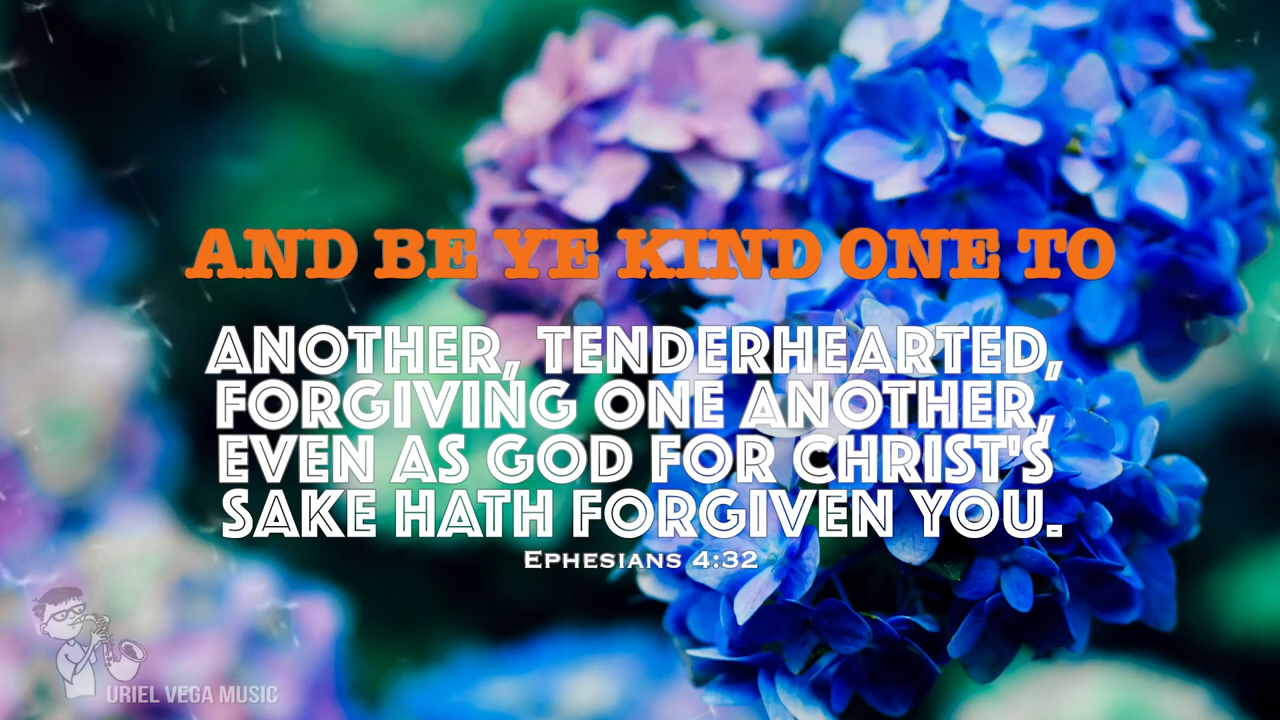 AND BE YE KIND ONE TO
ANOTHER, TENDERHEARTED,
FORGIVING ONE ANOTHER,
EVEN AS GOD FOR CHRIST'S
SAKE HATH FORGIVEN YOU.
EPHESIANS 4:32
URIEL VEGA MUSIC